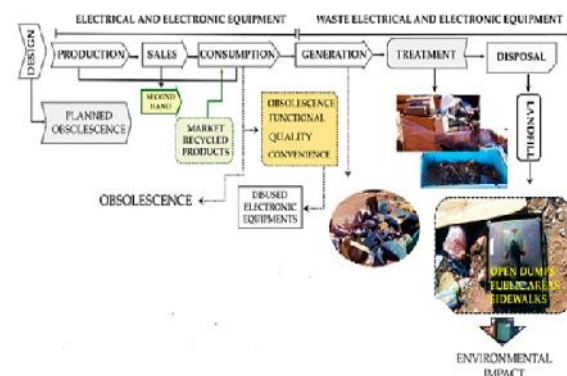 ELECTRICAL AND ELECTRONIC EQUIPMENT
WASTE ELECTRICAL AND ELECTRONIC EQUIPMENT
DESIGN
PRODUCTION
SALES
CONSUMPTION
GENERATION
TREATMENT
DISPOSAL
PLANNED
OBSOLESCENCE
SECOND
HAND
MARKET
RECYCLED
PRODUCTS
OBSOLESCENCE
FUNCTIONAL
QUALITY
CONVENIENCE
LANDFILL
OBSOLESCENCE
DISUSED
ELECTRONIC
EQUIPMENTS
OPEN DUMPS
PUBLIC AREAS
SIDEWALKS
ENVIRONMENTAL
IMPACT